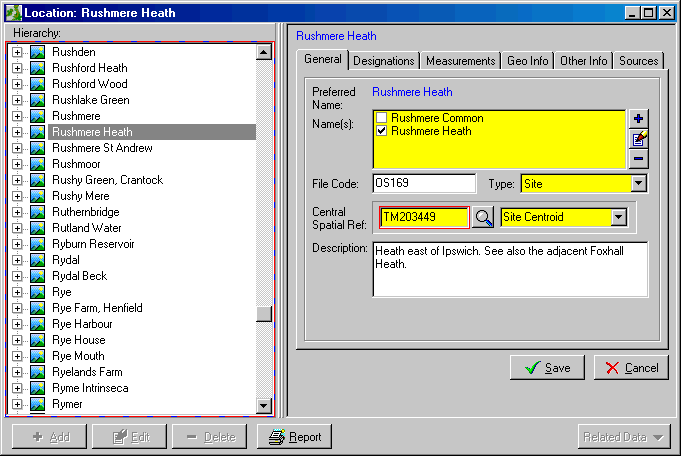 Location: Rushmere Heath
Hierarchy:
Rushden
Rushford Heath
Rushford Wood
Rushlake Green
Rushmere
Rushmere Heath
Rushmere St Andrew
Rushmoor
Rushy Green, Crantock
Rushy Mere
Ruthernbridge
Rutland Water
Ryburn Reservoir
Rydal
Rydal Beck
Rye
Rye Farm, Henfield
Rye Harbour
Rye House
Rye Mouth
Ryelands Farm
Ryme Intrinseca
Rymer
Rushmere Heath
General Designations Measurements Geo Info Other Info Sources
Preferred Name: Rushmere Heath
Name(s): Rushmere Common
Rushmere Heath
File Code: OS169 Type: Site
Central Spatial Ref: TM203449 Site Centroid
Description: Heath east of Ipswich. See also the adjacent Foxhall
Heath.
Save Cancel
Add Edit Delete Report Related Data